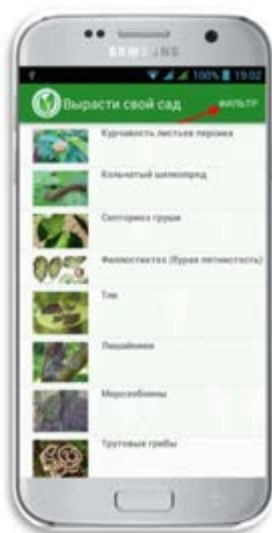 SAMSUNG
100% 19:02
Вырасти свой сад ФИЛЬТР
Курчавость листьев персика
Кольчатый шелкопряд
Септориоз груши
Филлостиктоз (бурая пятнистость)
Тля
Лишайники
Морозобоины
Трутовые грибы